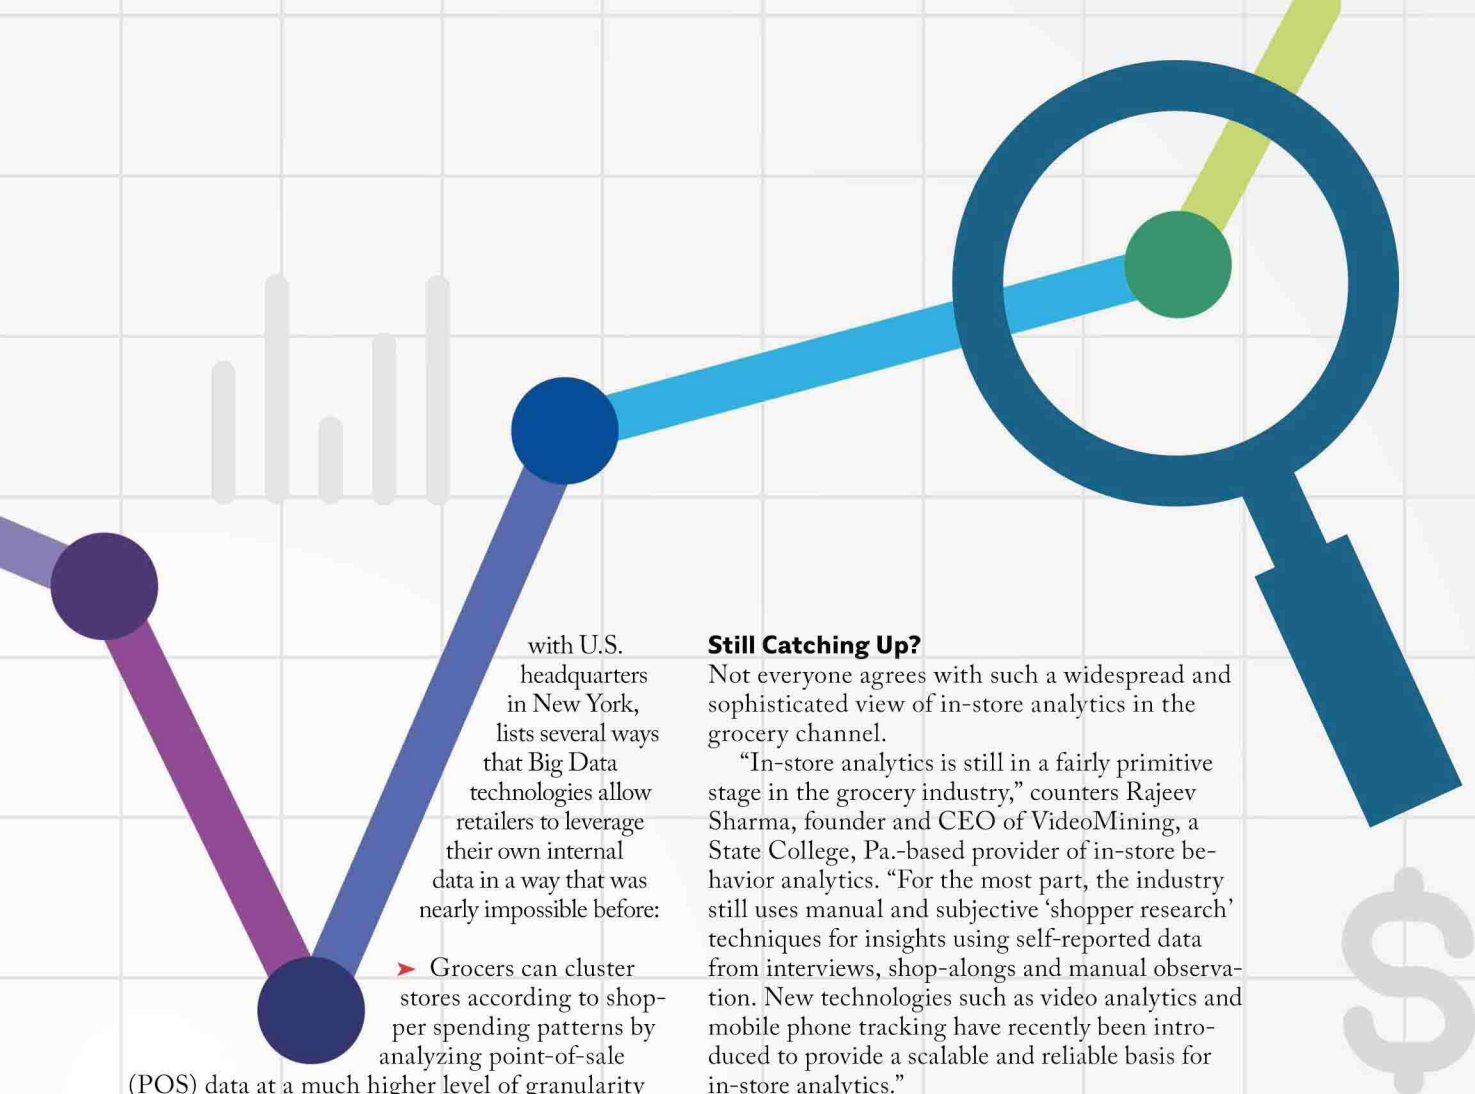 with U.S.
headquarters
in New York,
lists several ways
that Big Data
technologies allow
retailers to leverage
their own internal
data in a way that was
nearly impossible before:
➤ Grocers can cluster
stores according to shop-
per spending patterns by
analyzing point-of-sale
(POS) data at a much higher level of granularity
Still Catching Up?
Not everyone agrees with such a widespread and
sophisticated view of in-store analytics in the
grocery channel.
“In-store analytics is still in a fairly primitive
stage in the grocery industry,” counters Rajeev
Sharma, founder and CEO of VideoMining, a
State College, Pa.-based provider of in-store be-
havior analytics. “For the most part, the industry
still uses manual and subjective ‘shopper research’
techniques for insights using self-reported data
from interviews, shop-alongs and manual observa-
tion. New technologies such as video analytics and
mobile phone tracking have recently been intro-
duced to provide a scalable and reliable basis for
in-store analytics.”
$